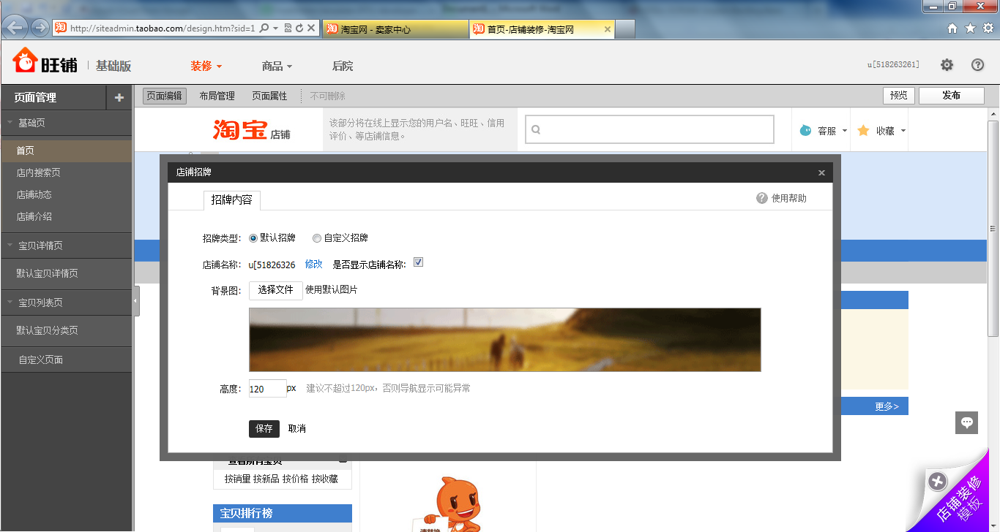 http://siteadmin.taobao.com/design.htm?sid=1
淘宝网 - 卖家中心
首页-店铺装修-淘宝网
旺铺
基础版
装修
商品
后院
u[518263261]
页面管理
页面编辑
布局管理
页面属性
不可删除
预览
发布
基础页
首页
店内搜索页
店铺动态
店铺介绍
宝贝详情页
默认宝贝详情页
宝贝列表页
默认宝贝分类页
自定义页面
淘宝店铺
该部分将在线上显示您的用户名、旺旺、信用
评价、等店铺信息。
客服
收藏
店铺招牌
招牌内容
使用帮助
招牌类型: 默认招牌 自定义招牌
店铺名称: u[51826326 修改 是否显示店铺名称:
背景图: 选择文件 使用默认图片
高度: 120 px 建议不超过120px，否则导航显示可能异常
保存 取消
更多>
查看所有宝贝
按销量 按新品 按价格 按收藏
宝贝排行榜
店铺装修
模板